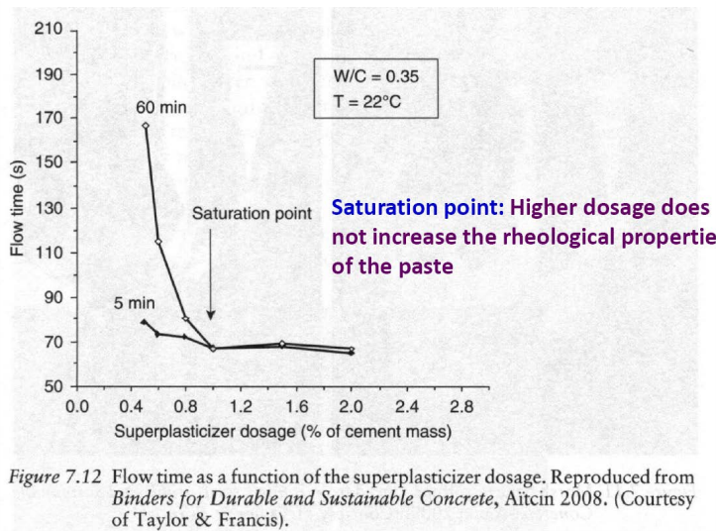 210
190
170
150
130
110
90
70
50
Flow time (s)
60 min
5 min
W/C = 0.35
T = 22°C
Saturation point
Saturation point: Higher dosage does
not increase the rheological propertie
of the paste
0.0 0.4 0.8 1.2 1.6 2.0 2.4 2.8
Superplasticizer dosage (% of cement mass)
Figure 7.12 Flow time as a function of the superplasticizer dosage. Reproduced from
Binders for Durable and Sustainable Concrete, Aïtcin 2008. (Courtesy
of Taylor & Francis).